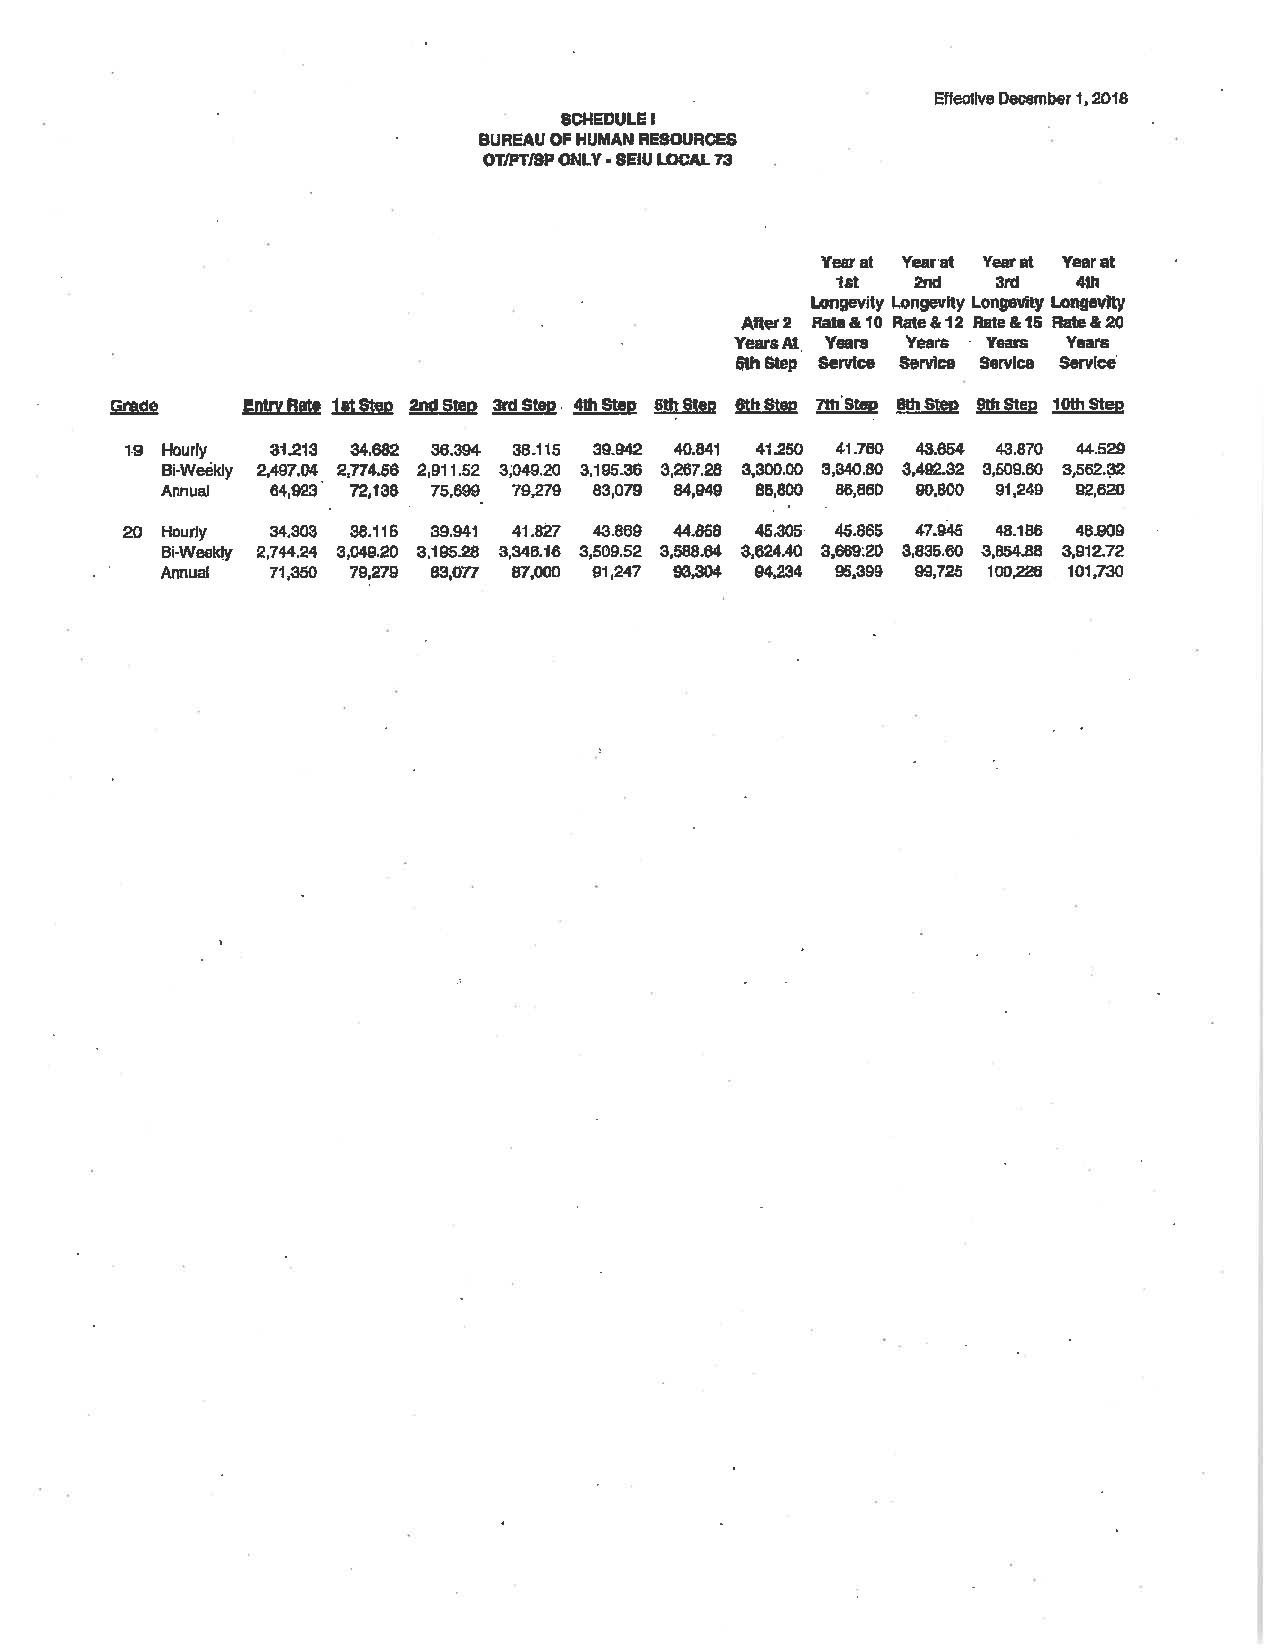 Effective December 1, 2018
SCHEDULE I
BUREAU OF HUMAN RESOURCES
OT/PT/SP ONLY - SEIU LOCAL 73
Year at Year at Year at Year at
1st 2nd 3rd 4th
Longevity Longevity Longevity Longevity
After 2 Rate & 10 Rate & 12 Rate & 15 Rate & 20
Years At Years Years Years Years
5th Step Service Service Service Service
Grade Entry Rate 1st Step 2nd Step 3rd Step 4th Step 5th Step 6th Step 7th Step 8th Step 9th Step 10th Step
19 Hourly 31.213 34.682 36.394 38.115 39.942 40.841 41.250 41.760 43.654 43.870 44.529
Bi-Weekly 2,497.04 2,774.56 2,911.52 3,049.20 3,195.36 3,267.28 3,300.00 3,340.80 3,492.32 3,509.60 3,562.32
Annual 64,923 72,138 75,699 79,279 83,079 84,949 85,800 86,860 90,800 91,249 92,620
20 Hourly 34.303 38.115 39.941 41.827 43.869 44.858 45.305 45.865 47.945 48.186 48.909
Bi-Weekly 2,744.24 3,049.20 3,195.28 3,346.16 3,509.52 3,588.64 3,624.40 3,669.20 3,835.60 3,854.88 3,912.72
Annual 71,350 79,279 83,077 87,000 91,247 93,304 94,234 95,399 99,725 100,226 101,730